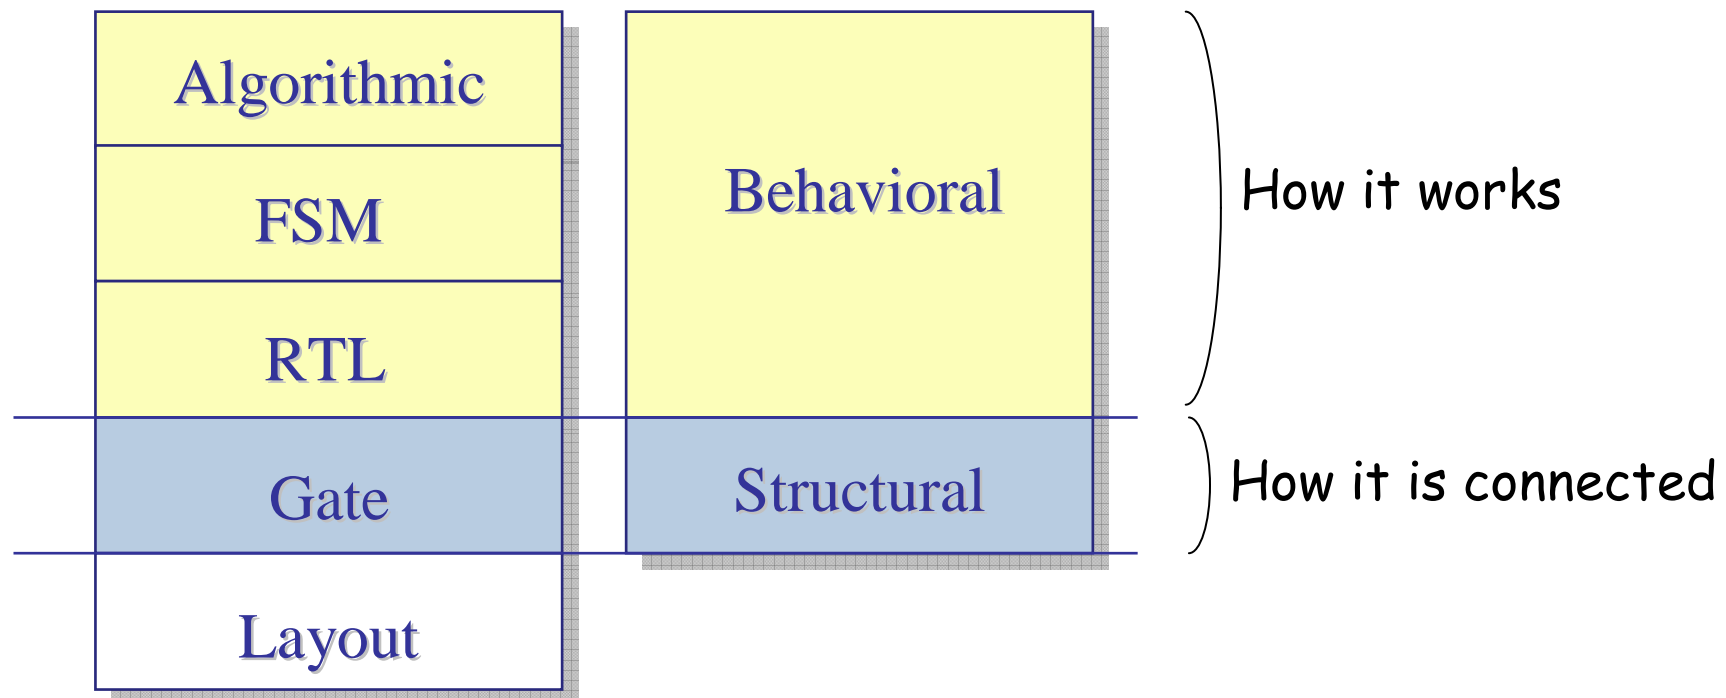 Algorithmic
FSM
RTL
Gate
Layout
Behavioral
Structural
How it works
How it is connected